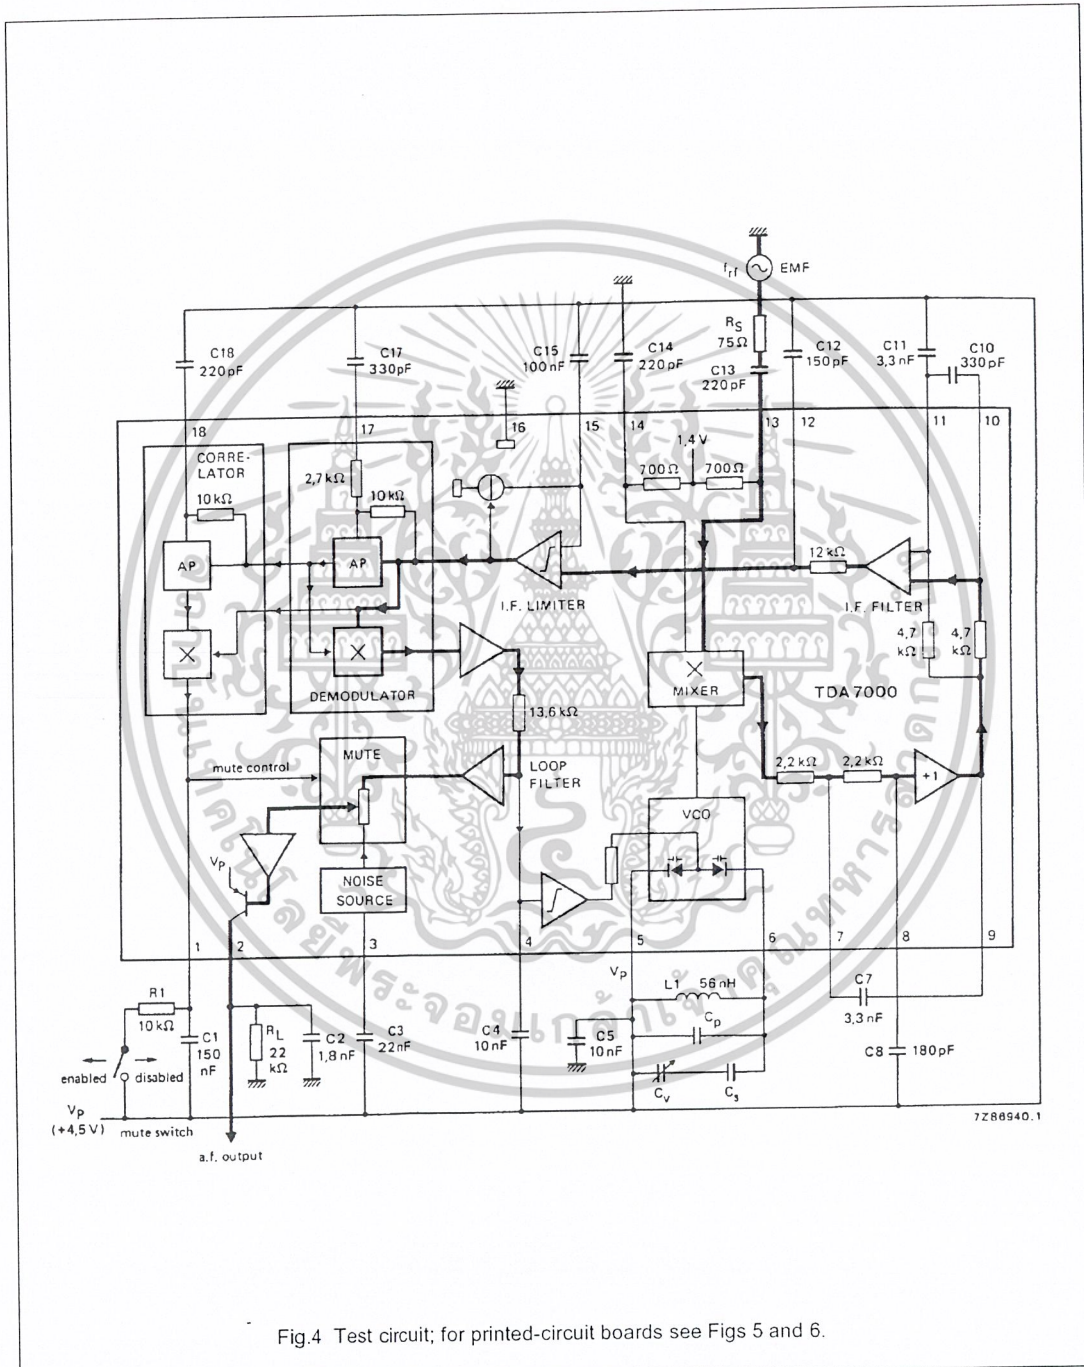 f_rf
EMF
R_S
75Ω
C18
220pF
C17
330pF
C15
100nF
C14
220pF
C13
220pF
C12
150pF
C11
3,3nF
C10
330pF
18
17
16
15
14
13
12
11
10
CORRE-
LATOR
10kΩ
2,7kΩ
10kΩ
1,4V
700Ω
700Ω
AP
AP
12kΩ
I.F. LIMITER
I.F. FILTER
4,7
kΩ
4,7
kΩ
X
X
DEMODULATOR
X
MIXER
TDA7000
13,6kΩ
mute control
MUTE
LOOP
FILTER
2,2kΩ
2,2kΩ
+1
VCO
V_P
NOISE
SOURCE
1
2
3
4
5
6
7
8
9
V_P
L1 56nH
C_p
C_v
C_s
C7
3,3nF
R1
10kΩ
C1
150
nF
R_L
22
kΩ
C2
1,8nF
C3
22nF
C4
10nF
C5
10nF
C8
180pF
enabled
disabled
V_P
(+4,5V)
mute switch
7Z86940.1
a.f. output
Fig.4 Test circuit; for printed-circuit boards see Figs 5 and 6.